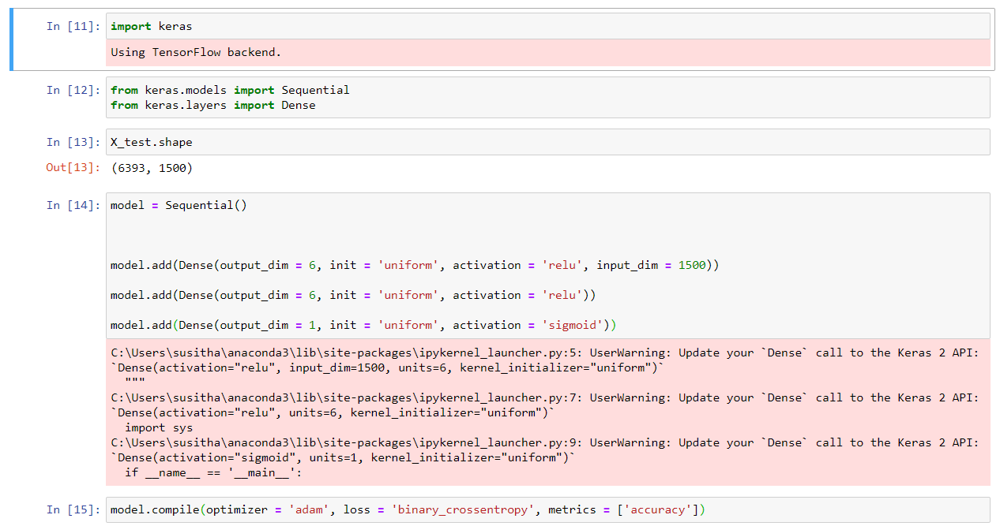 In [11]: import keras
Using TensorFlow backend.
In [12]: from keras.models import Sequential
from keras.layers import Dense
In [13]: X_test.shape
Out[13]: (6393, 1500)
In [14]: model = Sequential()
model.add(Dense(output_dim = 6, init = 'uniform', activation = 'relu', input_dim = 1500))
model.add(Dense(output_dim = 6, init = 'uniform', activation = 'relu'))
model.add(Dense(output_dim = 1, init = 'uniform', activation = 'sigmoid'))
C:\Users\susitha\anaconda3\lib\site-packages\ipykernel_launcher.py:5: UserWarning: Update your `Dense` call to the Keras 2 API:
`Dense(activation="relu", input_dim=1500, units=6, kernel_initializer="uniform")`
"""
C:\Users\susitha\anaconda3\lib\site-packages\ipykernel_launcher.py:7: UserWarning: Update your `Dense` call to the Keras 2 API:
`Dense(activation="relu", units=6, kernel_initializer="uniform")`
import sys
C:\Users\susitha\anaconda3\lib\site-packages\ipykernel_launcher.py:9: UserWarning: Update your `Dense` call to the Keras 2 API:
`Dense(activation="sigmoid", units=1, kernel_initializer="uniform")`
if __name__ == '__main__':
In [15]: model.compile(optimizer = 'adam', loss = 'binary_crossentropy', metrics = ['accuracy'])